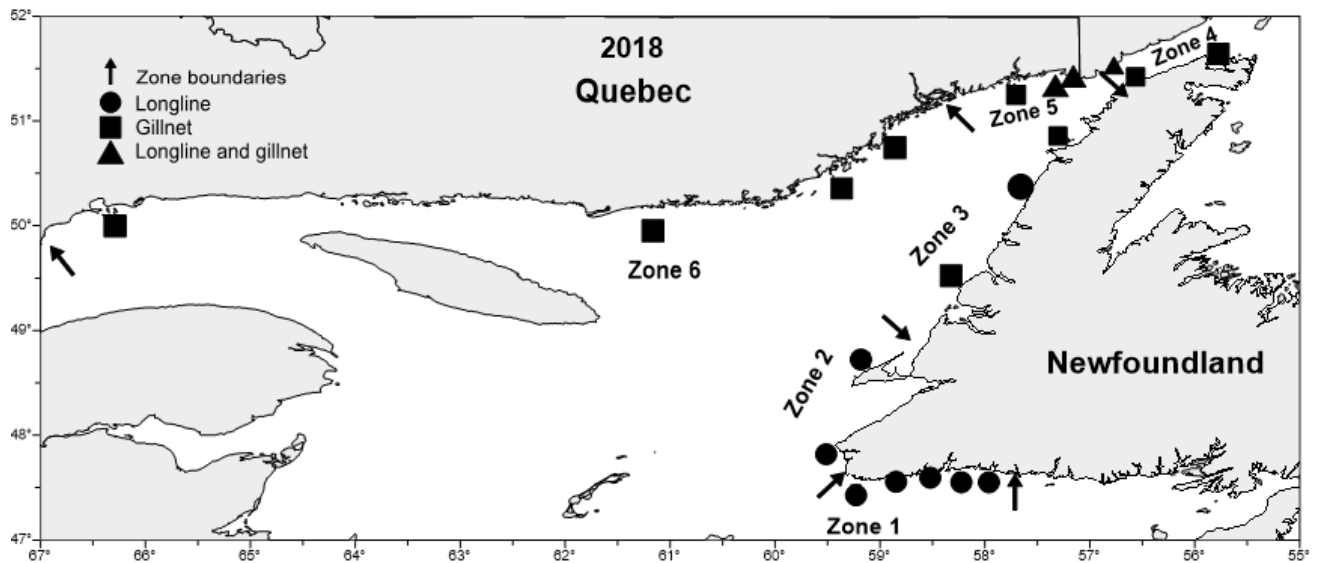 52°
51°
50°
49°
48°
47°
2018
Quebec
Zone boundaries
Longline
Gillnet
Longline and gillnet
Zone 4
Zone 5
Zone 3
Zone 6
Zone 2
Newfoundland
Zone 1
67° 66° 65° 64° 63° 62° 61° 60° 59° 58° 57° 56° 55°